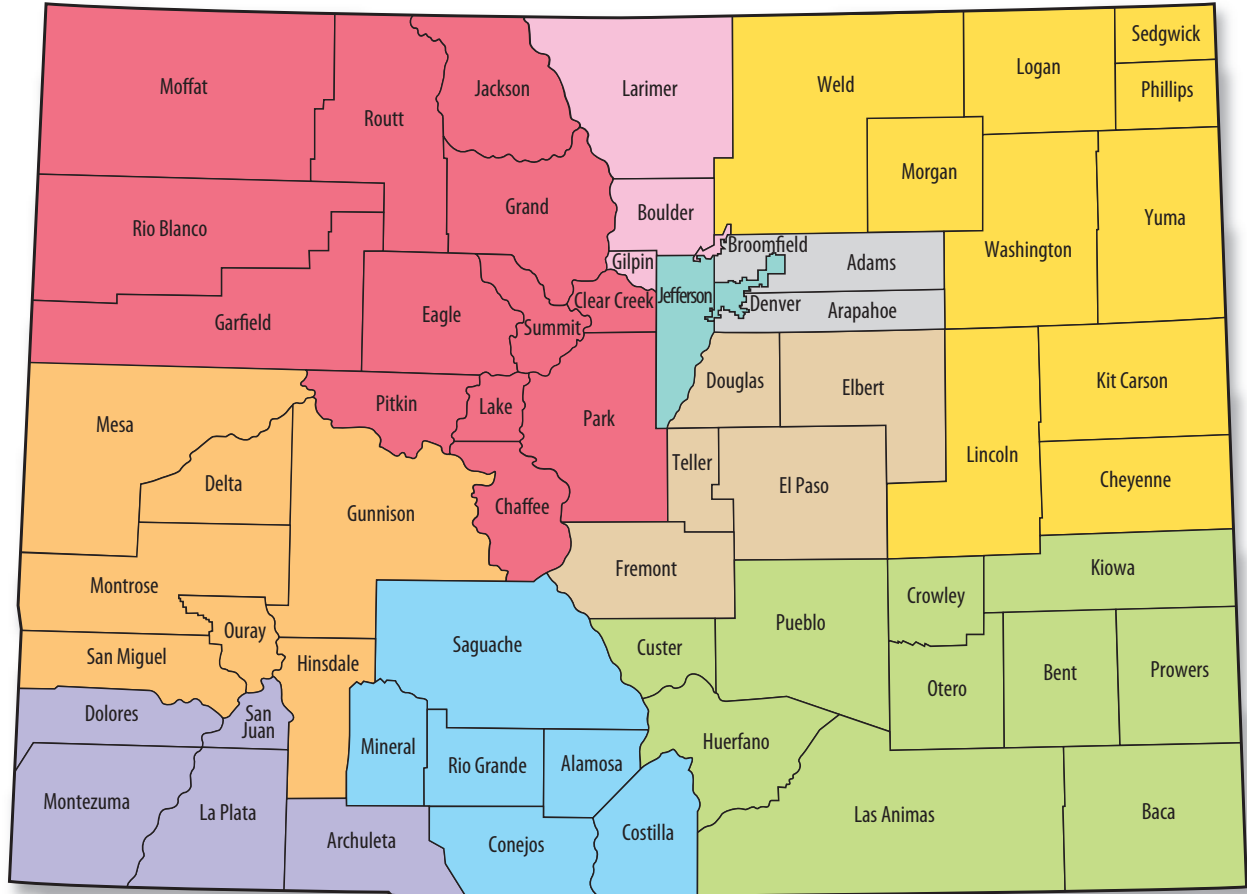 Sedgwick
Logan
Moffat
Jackson
Larimer
Weld
Phillips
Routt
Morgan
Grand
Boulder
Yuma
Rio Blanco
Broomfield
Washington
Gilpin
Adams
Jefferson
Clear Creek
Denver
Arapahoe
Garfield
Eagle
Summit
Douglas
Elbert
Kit Carson
Pitkin
Lake
Park
Mesa
Lincoln
Teller
Cheyenne
Delta
El Paso
Chaffee
Gunnison
Fremont
Kiowa
Montrose
Crowley
Pueblo
Ouray
Saguache
Custer
San Miguel
Hinsdale
Bent
Prowers
Otero
Dolores
San
Juan
Huerfano
Mineral
Rio Grande
Alamosa
Montezuma
La Plata
Baca
Las Animas
Costilla
Archuleta
Conejos